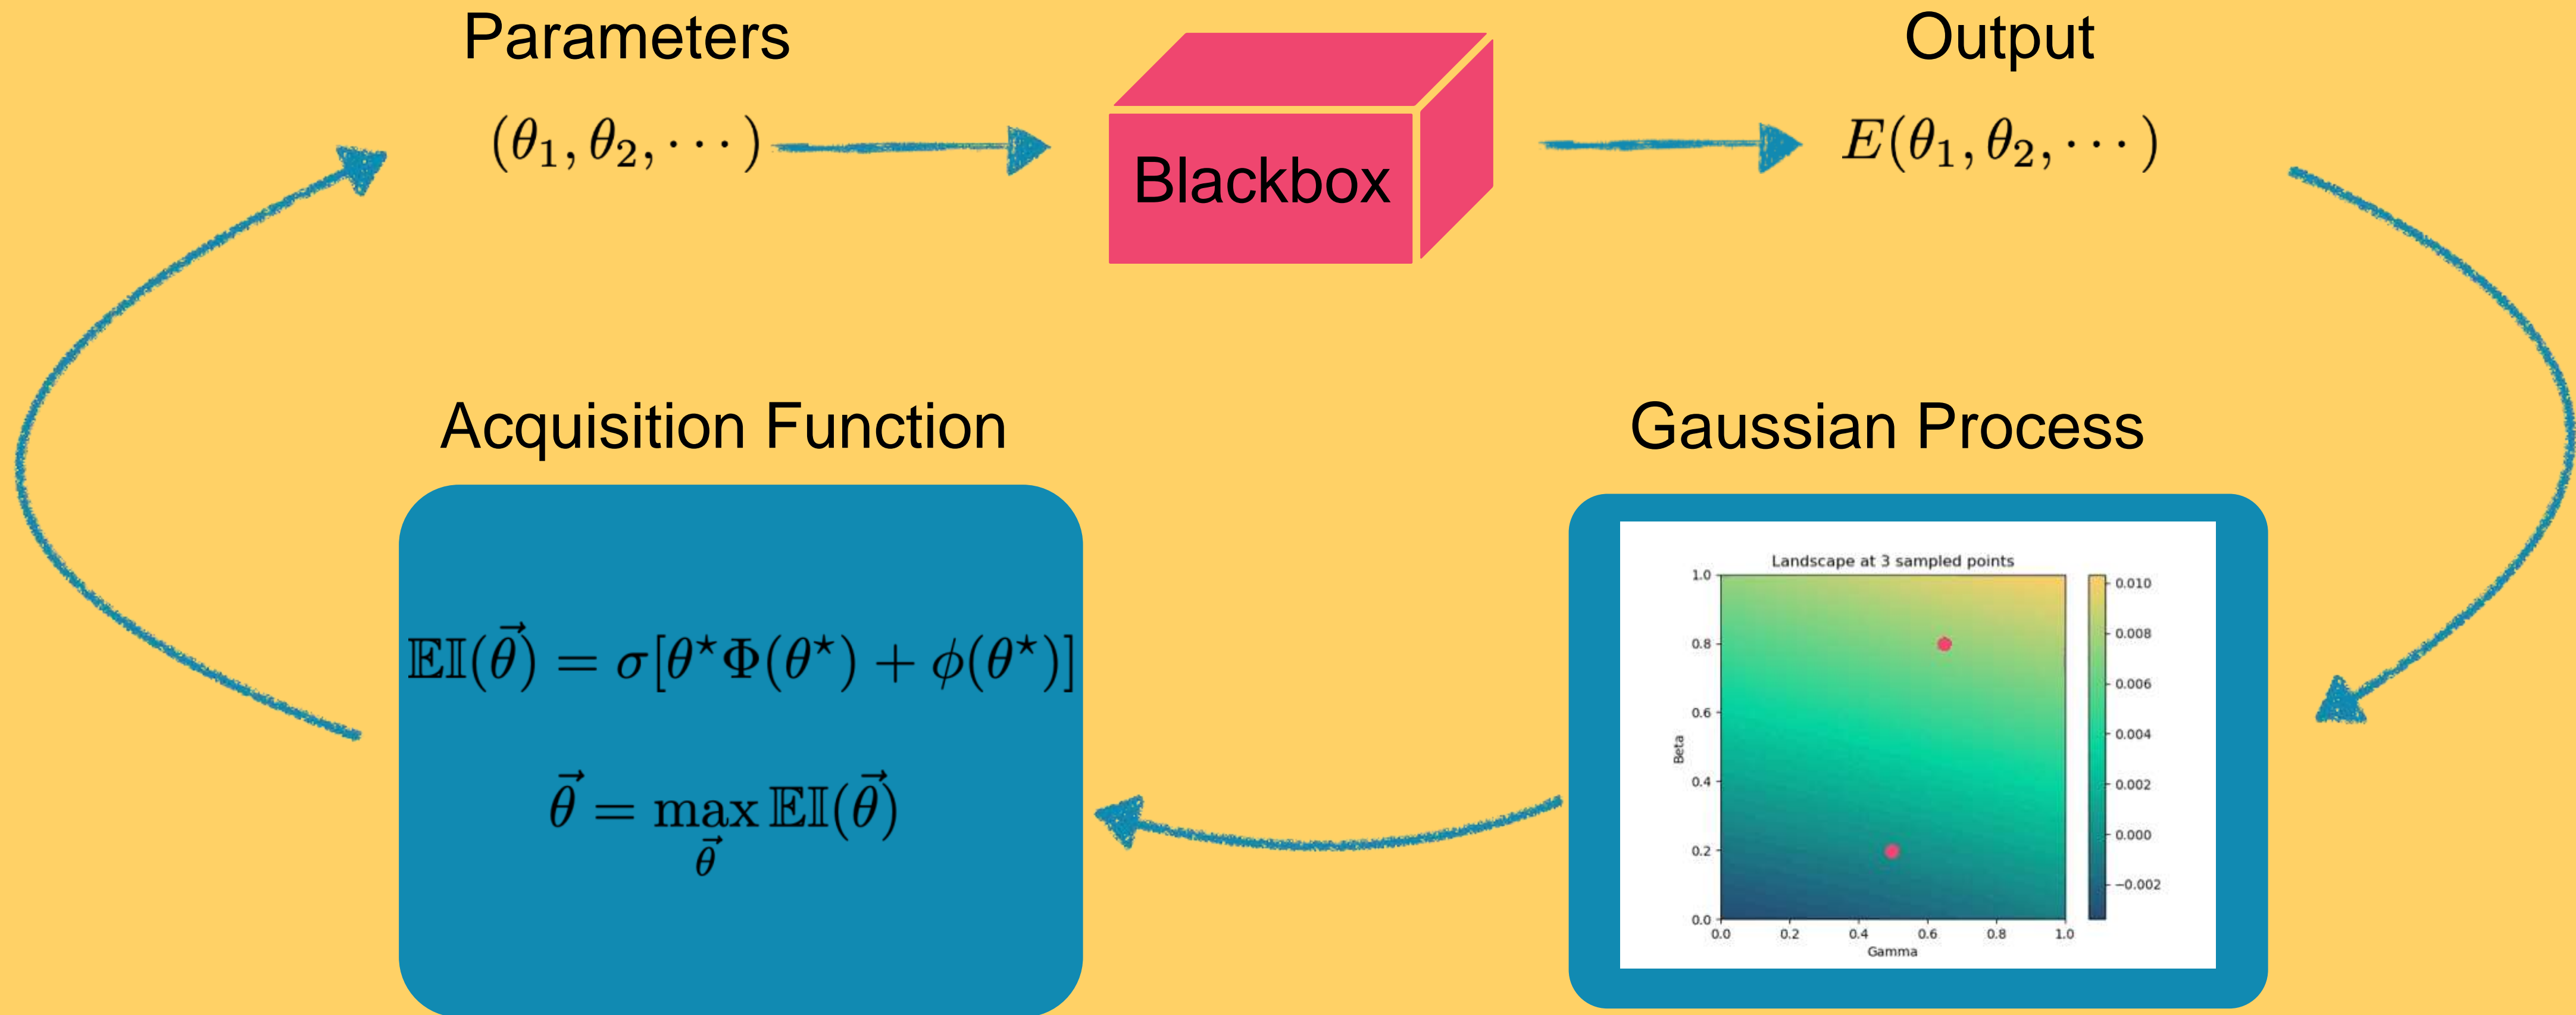 Parameters
Output
(θ₁, θ₂, ⋯)
Blackbox
E(θ₁, θ₂, ⋯)
Acquisition Function
Gaussian Process
𝔼𝕀(θ⃗) = σ[θ⋆Φ(θ⋆) + ϕ(θ⋆)]
θ⃗ = max 𝔼𝕀(θ⃗)
θ⃗
Landscape at 3 sampled points
1.0
0.8
0.6
0.4
0.2
0.0
Beta
0.0 0.2 0.4 0.6 0.8 1.0
Gamma
0.010
0.008
0.006
0.004
0.002
0.000
−0.002